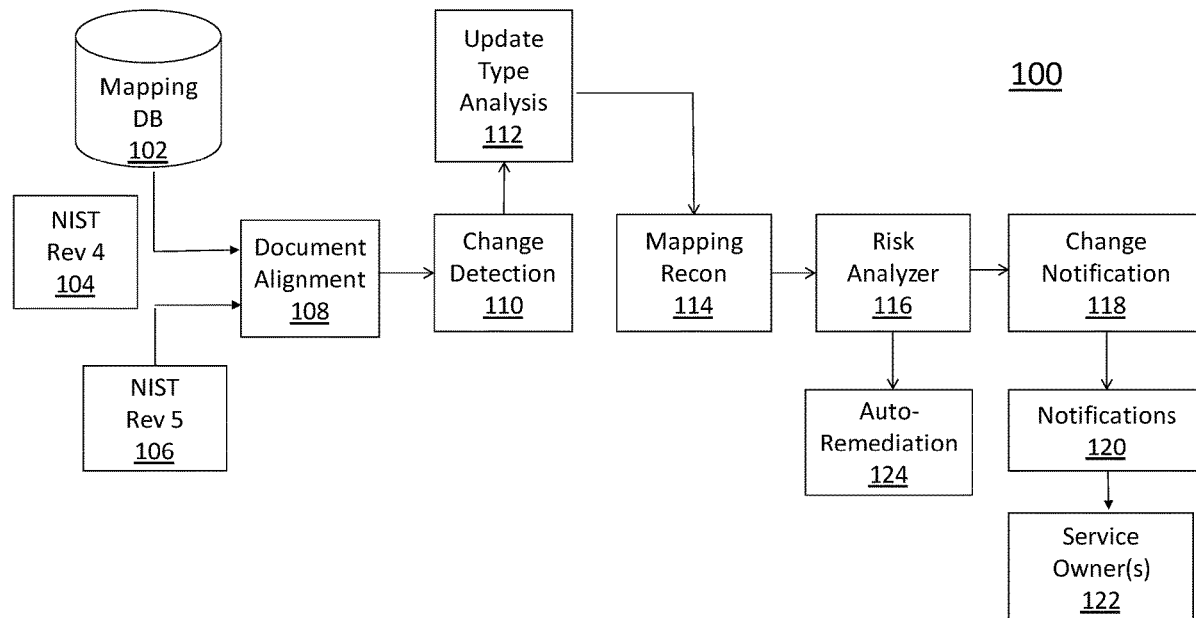 Mapping
DB
102
NIST
Rev 4
104
NIST
Rev 5
106
Document
Alignment
108
Update
Type
Analysis
112
Change
Detection
110
100
Mapping
Recon
114
Risk
Analyzer
116
Change
Notification
118
Auto-
Remediation
124
Notifications
120
Service
Owner(s)
122